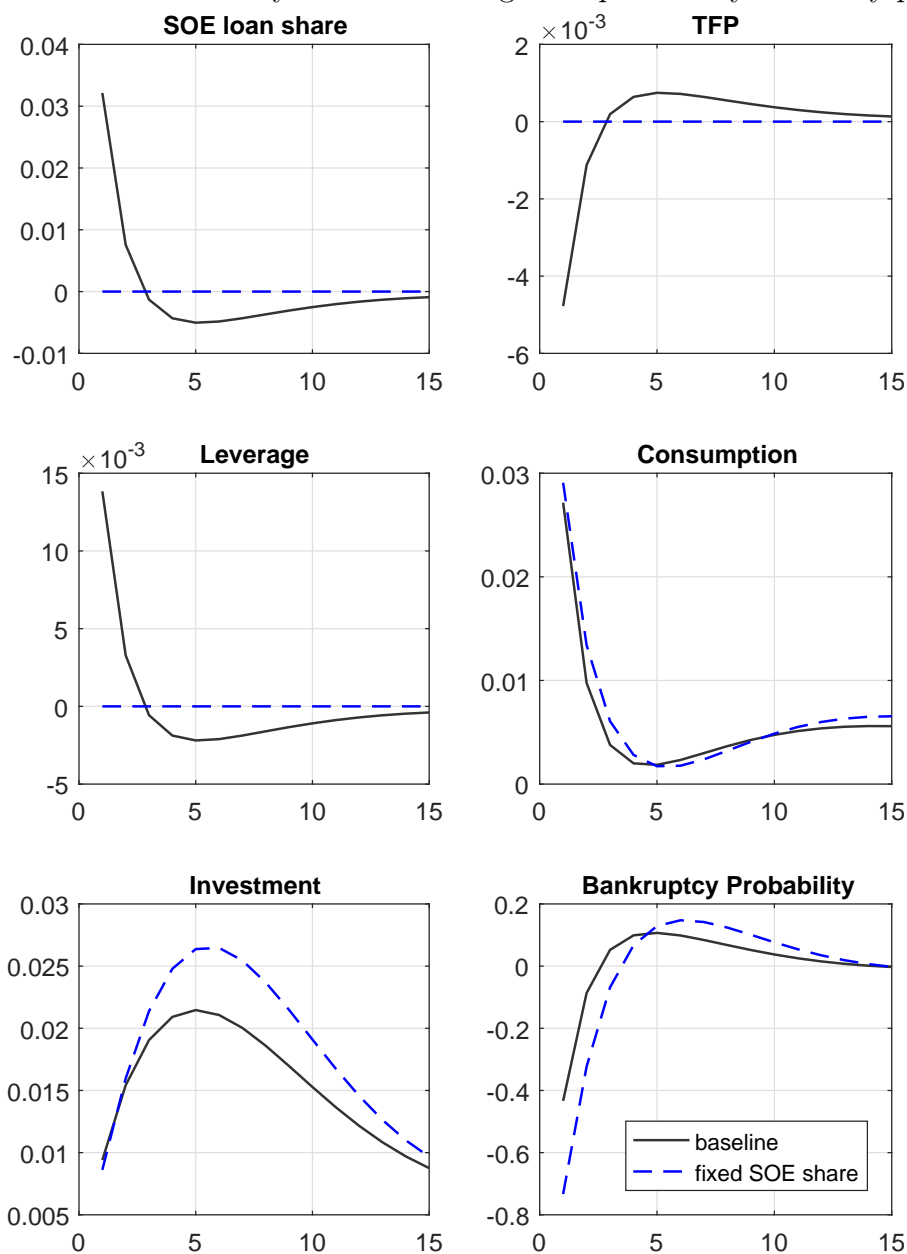 SOE loan share
0.04
0.03
0.02
0.01
0
-0.01
0 5 10 15
TFP
×10-3
2
0
-2
-4
-6
0 5 10 15
Leverage
×10-3
15
10
5
0
-5
0 5 10 15
Consumption
0.03
0.02
0.01
0
0 5 10 15
Investment
0.03
0.025
0.02
0.015
0.01
0.005
0 5 10 15
Bankruptcy Probability
0.2
0
-0.2
-0.4
-0.6
-0.8
0 5 10 15
baseline
fixed SOE share